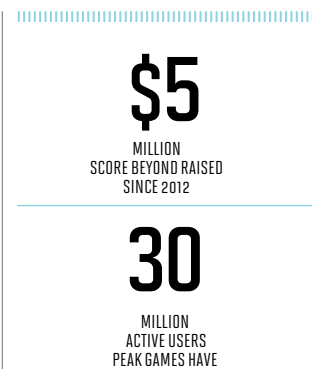 $5
MILLION
SCORE BEYOND RAISED
SINCE 2012
30
MILLION
ACTIVE USERS
PEAK GAMES HAVE